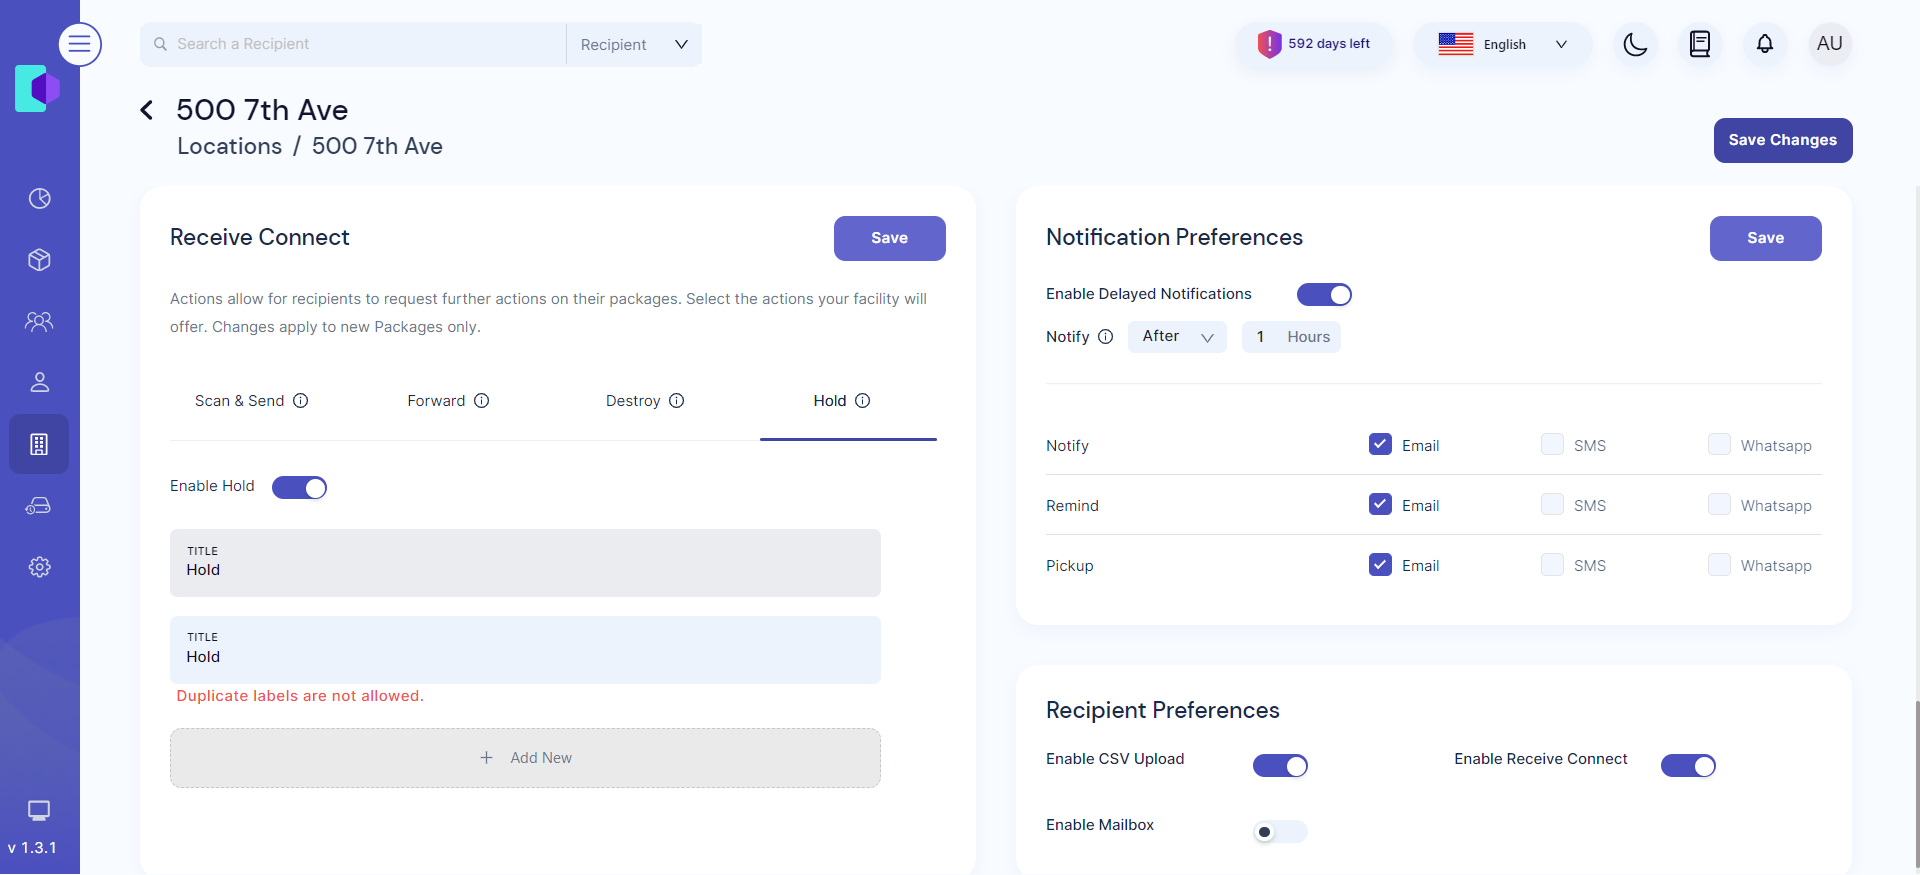 Search a Recipient
Recipient
592 days left
English
AU
500 7th Ave
Locations / 500 7th Ave
Save Changes
Receive Connect
Save
Actions allow for recipients to request further actions on their packages. Select the actions your facility will
offer. Changes apply to new Packages only.
Scan & Send
Forward
Destroy
Hold
Enable Hold
TITLE
Hold
TITLE
Hold
Duplicate labels are not allowed.
Add New
Notification Preferences
Save
Enable Delayed Notifications
Notify After 1 Hours
Notify Email SMS Whatsapp
Remind Email SMS Whatsapp
Pickup Email SMS Whatsapp
Recipient Preferences
Enable CSV Upload
Enable Receive Connect
Enable Mailbox
v 1.3.1